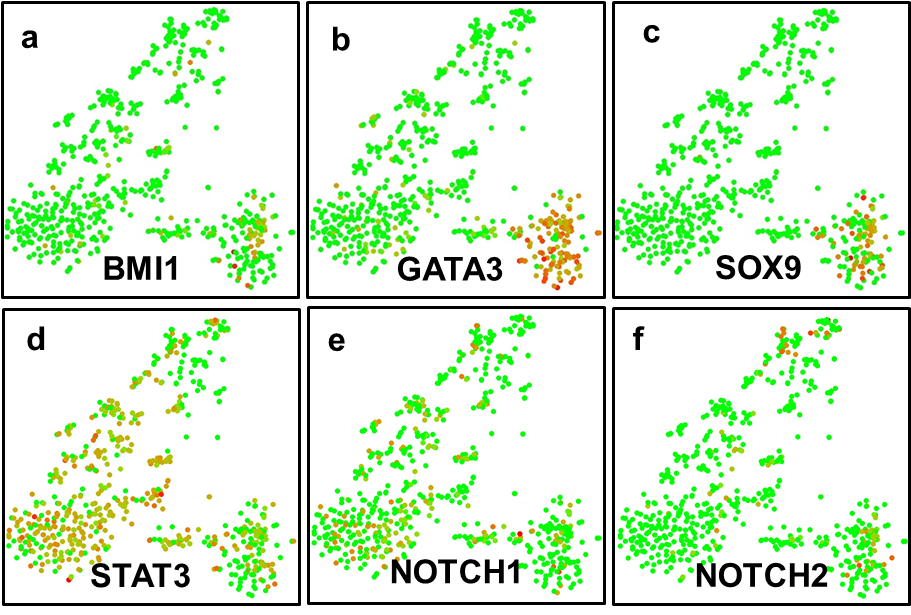 a
BMI1
b
GATA3
c
SOX9
d
STAT3
e
NOTCH1
f
NOTCH2